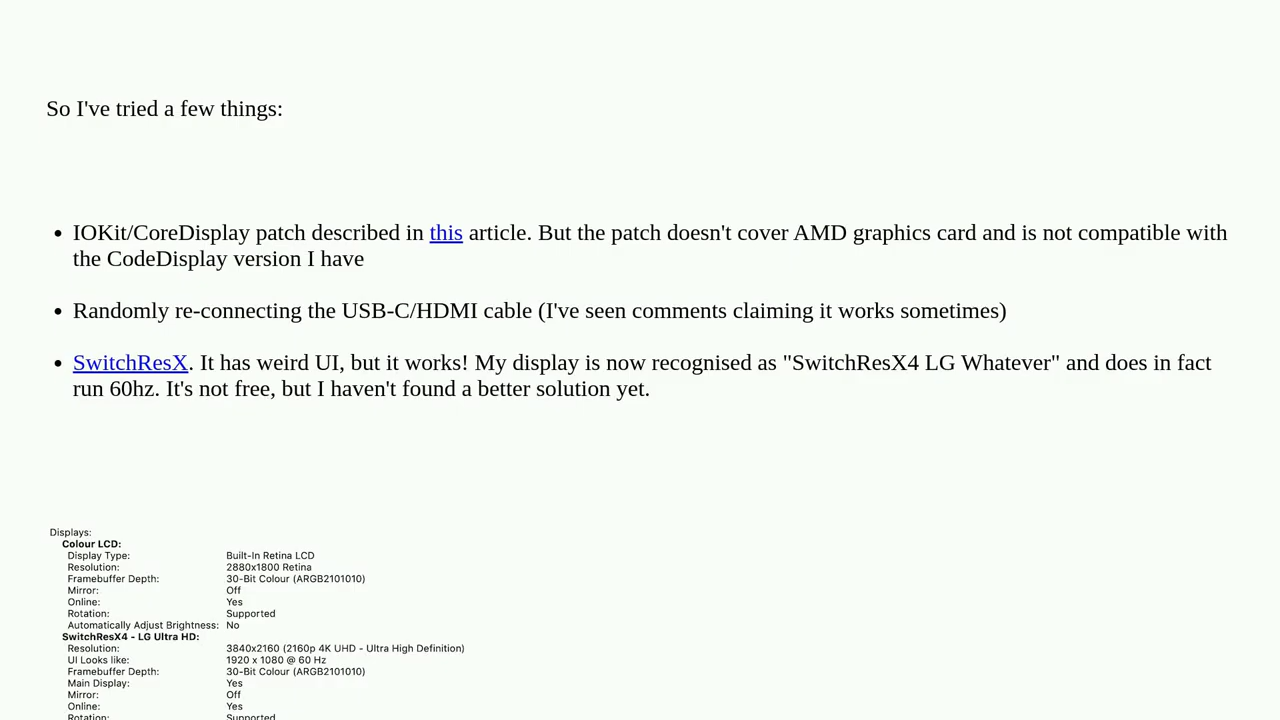 So I've tried a few things:
• IOKit/CoreDisplay patch described in this article. But the patch doesn't cover AMD graphics card and is not compatible with
the CodeDisplay version I have
• Randomly re-connecting the USB-C/HDMI cable (I've seen comments claiming it works sometimes)
• SwitchResX. It has weird UI, but it works! My display is now recognised as "SwitchResX4 LG Whatever" and does in fact
run 60hz. It's not free, but I haven't found a better solution yet.
Displays:
Colour LCD:
Display Type: Built-In Retina LCD
Resolution: 2880x1800 Retina
Framebuffer Depth: 30-Bit Colour (ARGB2101010)
Mirror: Off
Online: Yes
Rotation: Supported
Automatically Adjust Brightness: No
SwitchResX4 - LG Ultra HD:
Resolution: 3840x2160 (2160p 4K UHD - Ultra High Definition)
UI Looks like: 1920 x 1080 @ 60 Hz
Framebuffer Depth: 30-Bit Colour (ARGB2101010)
Main Display: Yes
Mirror: Off
Online: Yes
Rotation: Supported